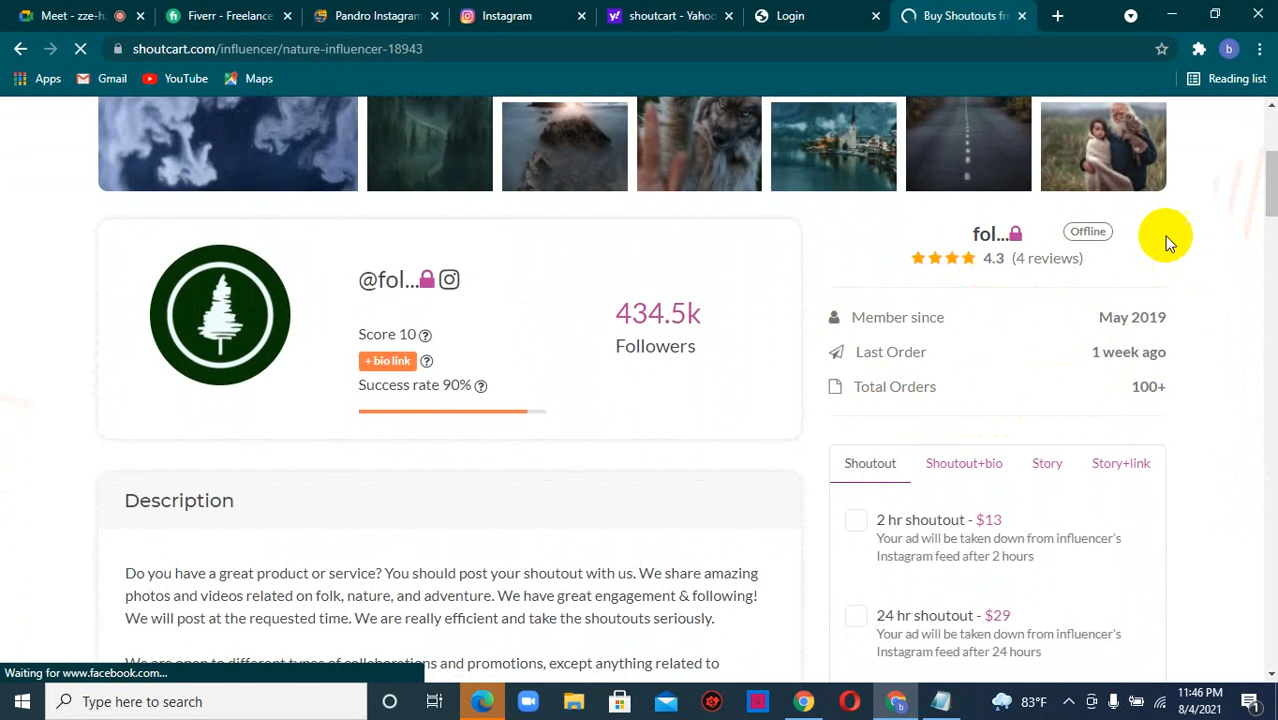 Meet - zze-h
Fiverr - Freelance
Pandro Instagram
Instagram
shoutcart - Yahoo
Login
Buy Shoutouts fr
shoutcart.com/influencer/nature-influencer-18943
b
Apps
Gmail
YouTube
Maps
Reading list
fol...
Offline
4.3 (4 reviews)
@fol...
434.5k
Followers
Score 10
+ bio link
Success rate 90%
Member since
May 2019
Last Order
1 week ago
Total Orders
100+
Shoutout
Shoutout+bio
Story
Story+link
Description
2 hr shoutout - $13
Your ad will be taken down from influencer's
Instagram feed after 2 hours
Do you have a great product or service? You should post your shoutout with us. We share amazing
photos and videos related on folk, nature, and adventure. We have great engagement & following!
We will post at the requested time. We are really efficient and take the shoutouts seriously.
24 hr shoutout - $29
Your ad will be taken down from influencer's
Instagram feed after 24 hours
We are open to different types of collaborations and promotions, except anything related to
Waiting for www.facebook.com...
Type here to search
83°F
11:46 PM
8/4/2021
1